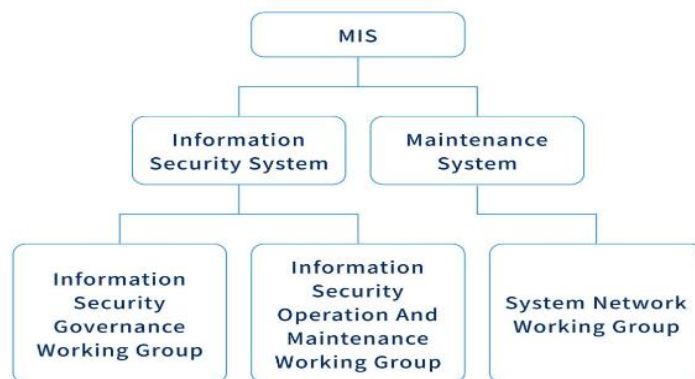 MIS
Information
Security System
Maintenance
System
Information
Security
Governance
Working Group
Information
Security
Operation And
Maintenance
Working Group
System Network
Working Group